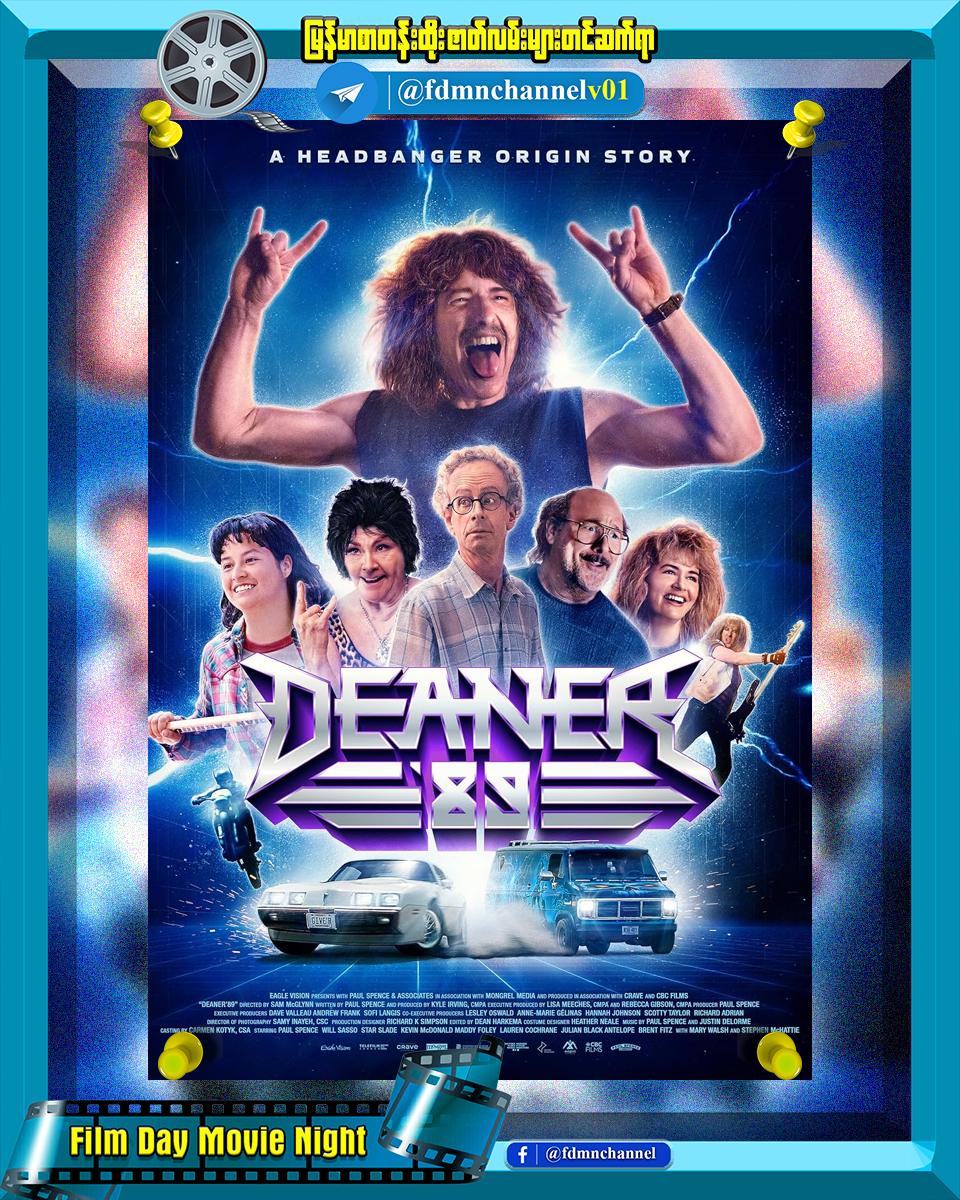 မြန်မာစာတန်းထိုးဇာတ်လမ်းများတင်ဆက်ရာ
@fdmnchannelv01
A HEADBANGER ORIGIN STORY
DEANER
'89
GIVE'R
EAGLE VISION PRESENTS WITH PAUL SPENCE & ASSOCIATES IN ASSOCIATION WITH MONGREL MEDIA AND PRODUCED IN ASSOCIATION WITH CRAVE AND CBC FILMS
"DEANER'89" DIRECTED BY SAM McGLYNN WRITTEN BY PAUL SPENCE AND PRODUCED BY KYLE IRVING, CMPA EXECUTIVE PRODUCED BY LISA MEECHES, CMPA AND REBECCA GIBSON, CMPA PRODUCER PAUL SPENCE
EXECUTIVE PRODUCERS DAVE VALLEAU ANDREW FRANK SOFI LANGIS CO-EXECUTIVE PRODUCERS LESLEY OSWALD ANNE-MARIE GÉLINAS HANNAH JOHNSON SCOTTY TAYLOR RICHARD ADRIAN
DIRECTOR OF PHOTOGRAPHY SAMY INAYEH, CSC PRODUCTION DESIGNER RICHARD K SIMPSON EDITED BY DEAN HARKEMA COSTUME DESIGNER HEATHER NEALE MUSIC BY PAUL SPENCE AND JUSTIN DELORME
CASTING BY CARMEN KOTYK, CSA STARRING PAUL SPENCE WILL SASSO STAR SLADE KEVIN McDONALD MADDY FOLEY LAUREN COCHRANE JULIAN BLACK ANTELOPE BRENT FITZ WITH MARY WALSH AND STEPHEN McHATTIE
Eagle Vision TELEFILM crave CBC FILMS
Film Day Movie Night
@fdmnchannel